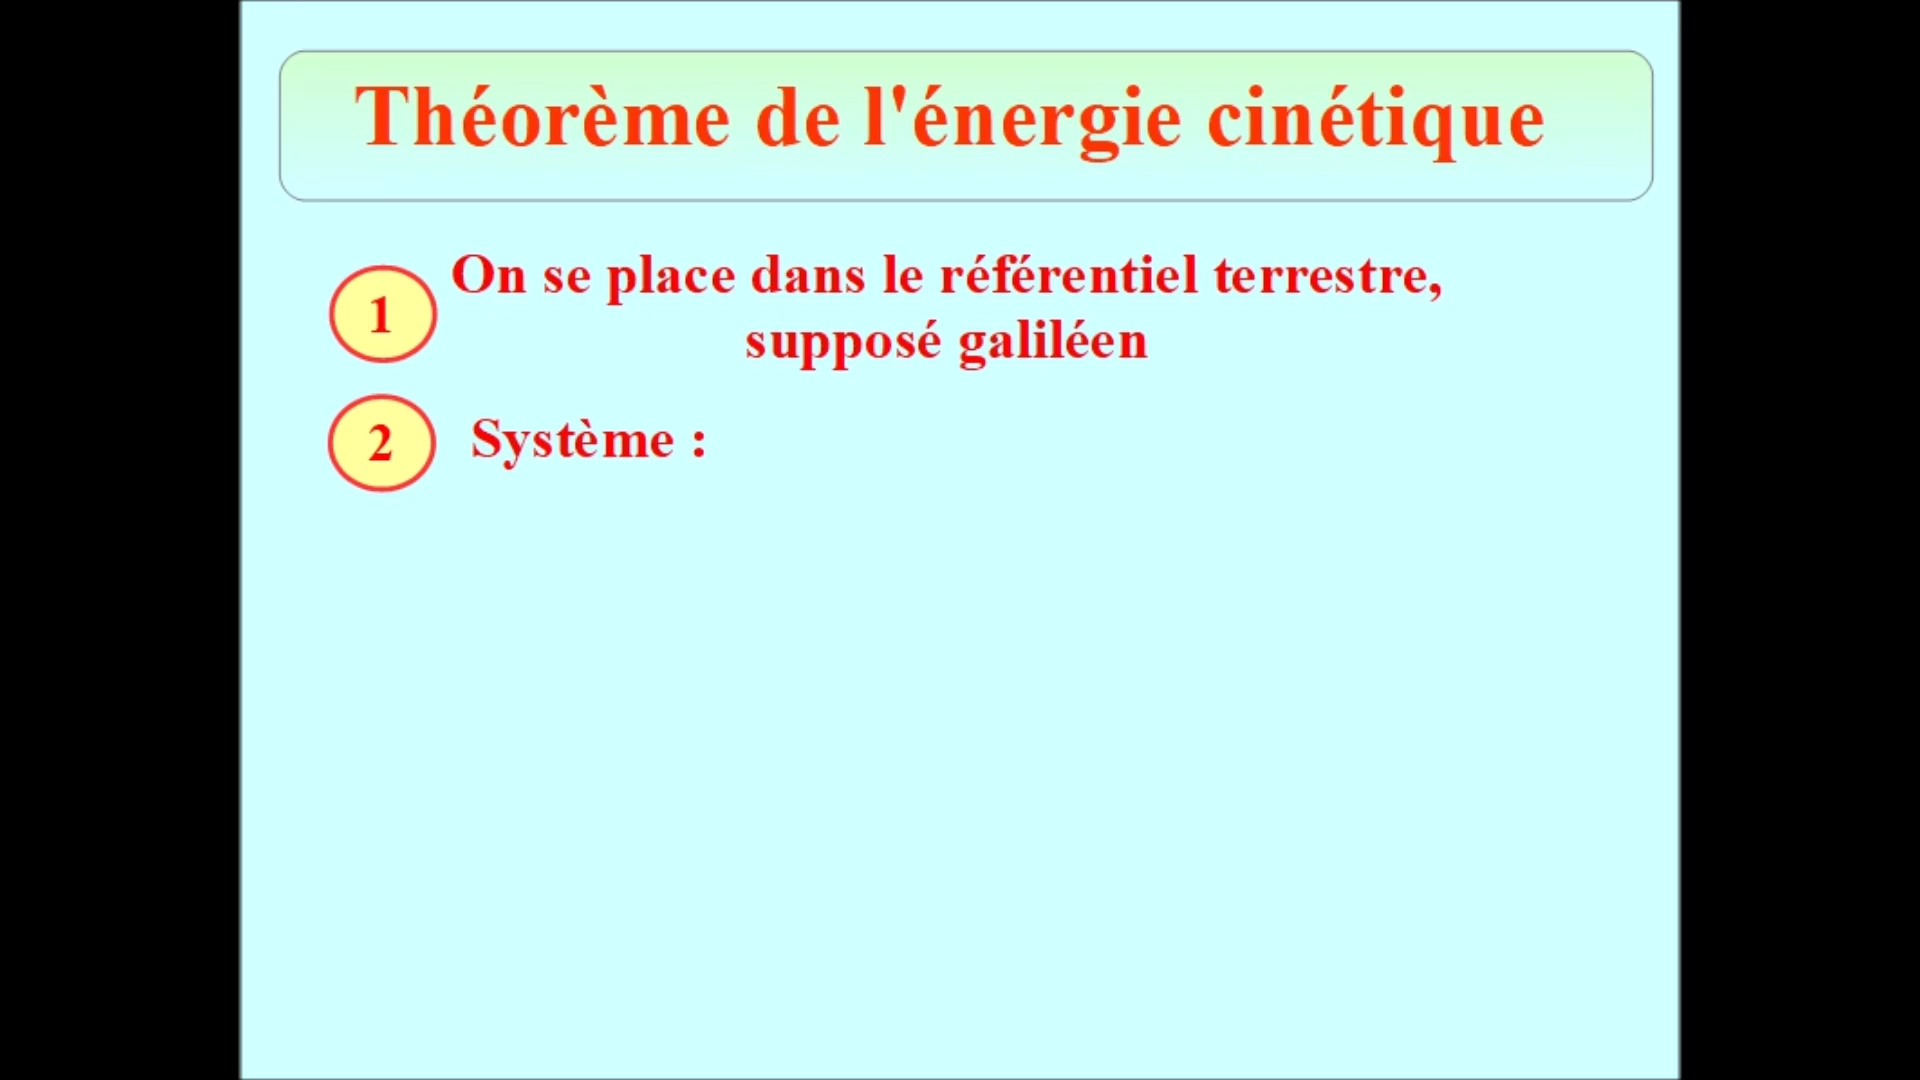 Théorème de l'énergie cinétique
1
On se place dans le référentiel terrestre,
supposé galiléen
2
Système :